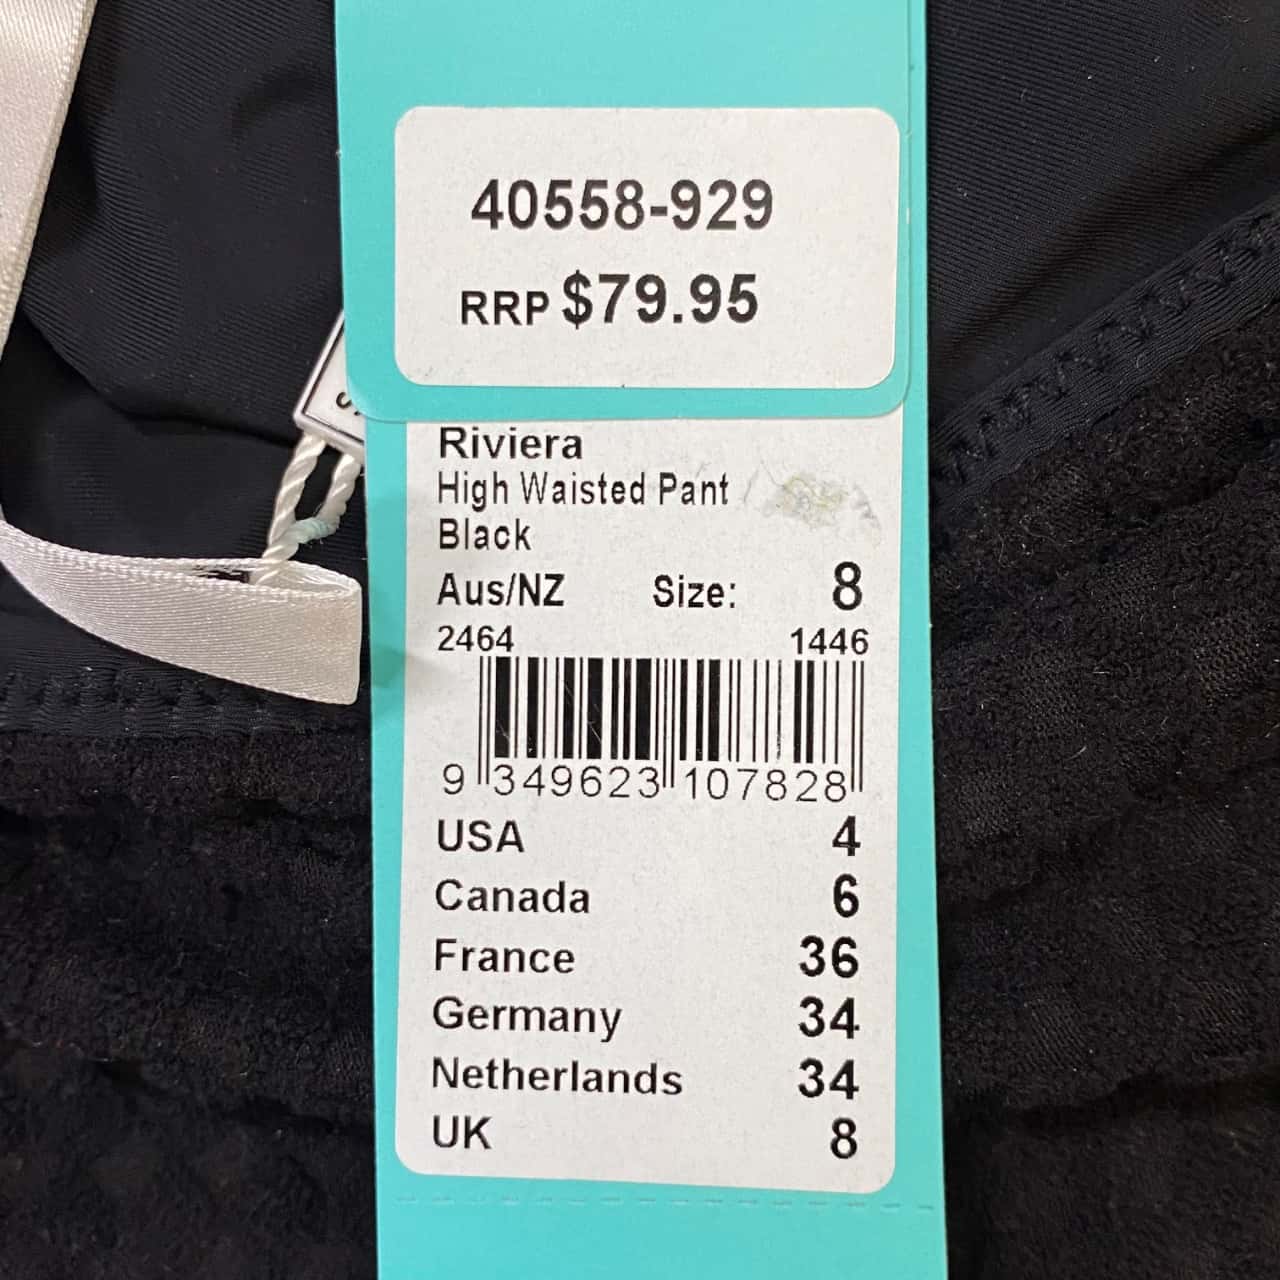 40558-929
RRP $79.95
Riviera
High Waisted Pant
Black
Aus/NZ Size: 8
2464 1446
9 349623 107828
USA 4
Canada 6
France 36
Germany 34
Netherlands 34
UK 8